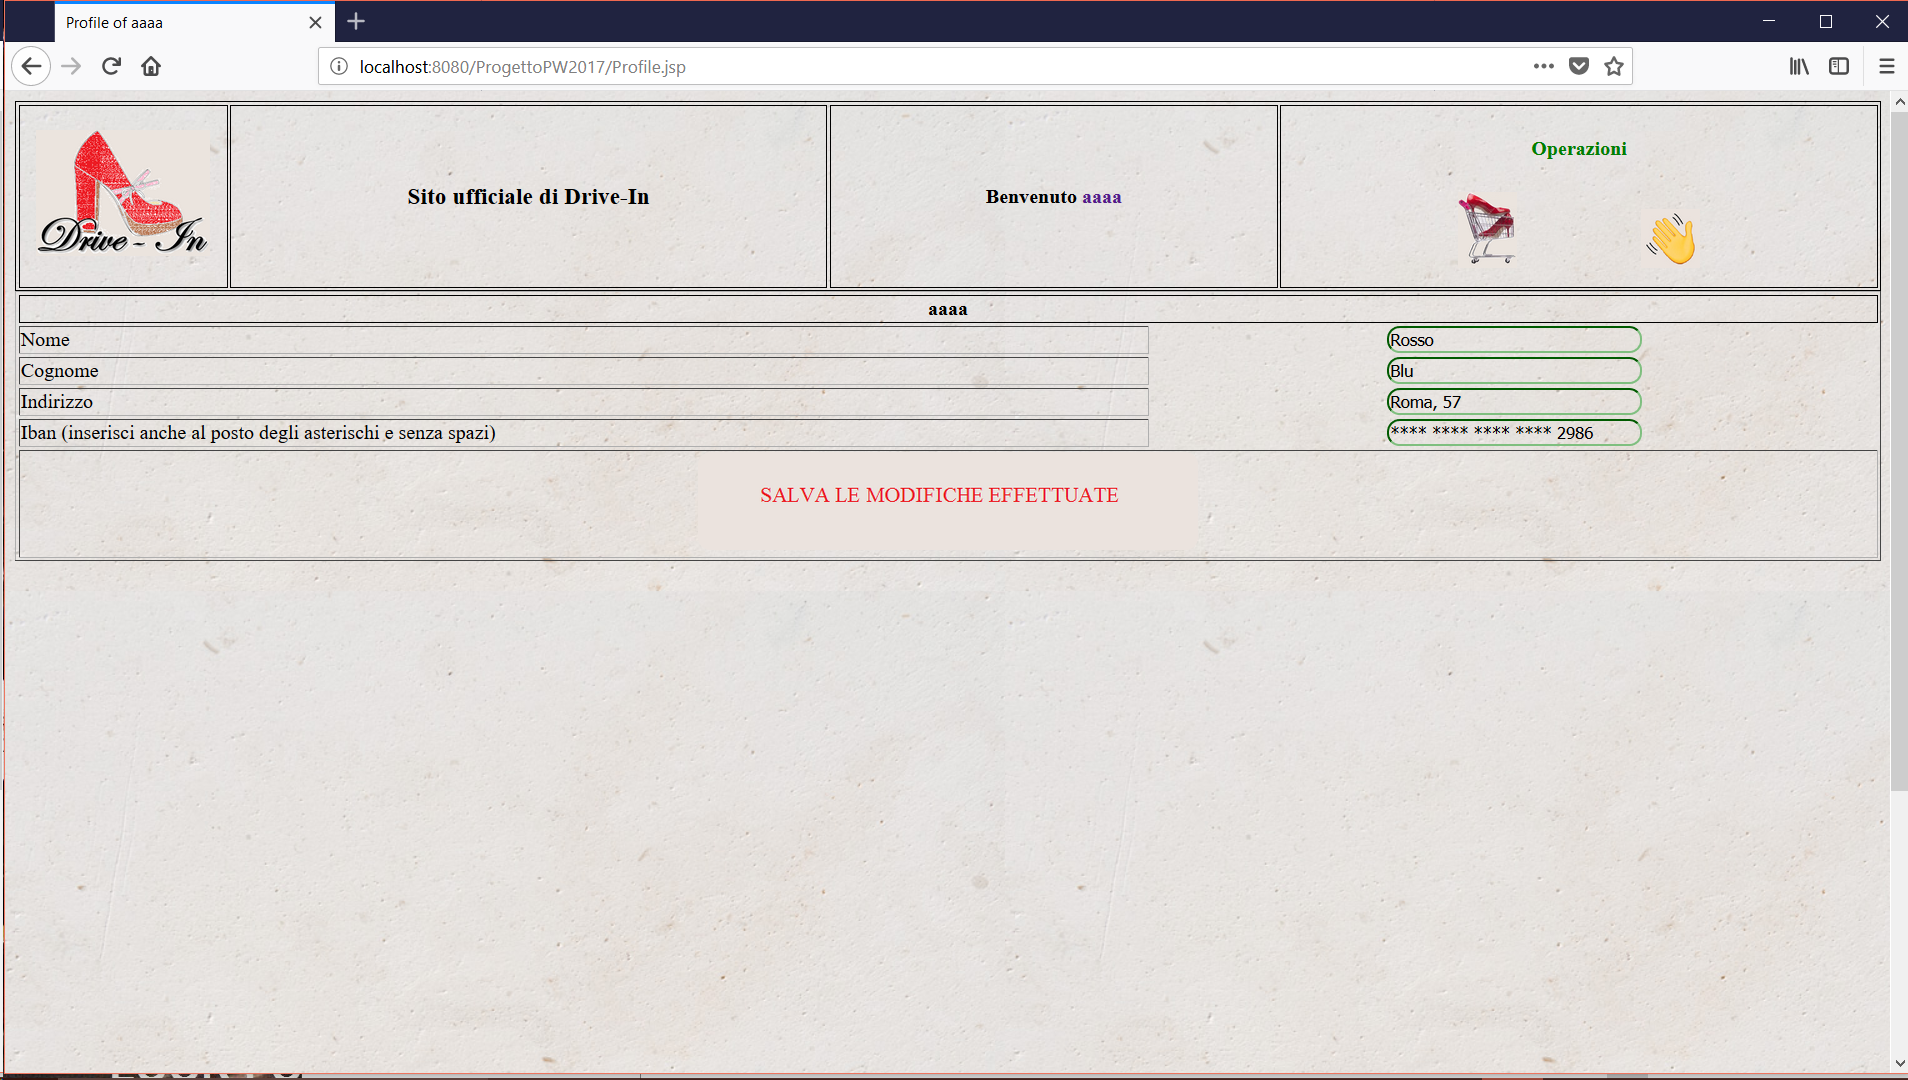 Profile of aaaa
localhost:8080/ProgettoPW2017/Profile.jsp
Drive - In
Sito ufficiale di Drive-In
Benvenuto aaaa
Operazioni
aaaa
Nome
Rosso
Cognome
Blu
Indirizzo
Roma, 57
Iban (inserisci anche al posto degli asterischi e senza spazi)
**** **** **** **** 2986
SALVA LE MODIFICHE EFFETTUATE